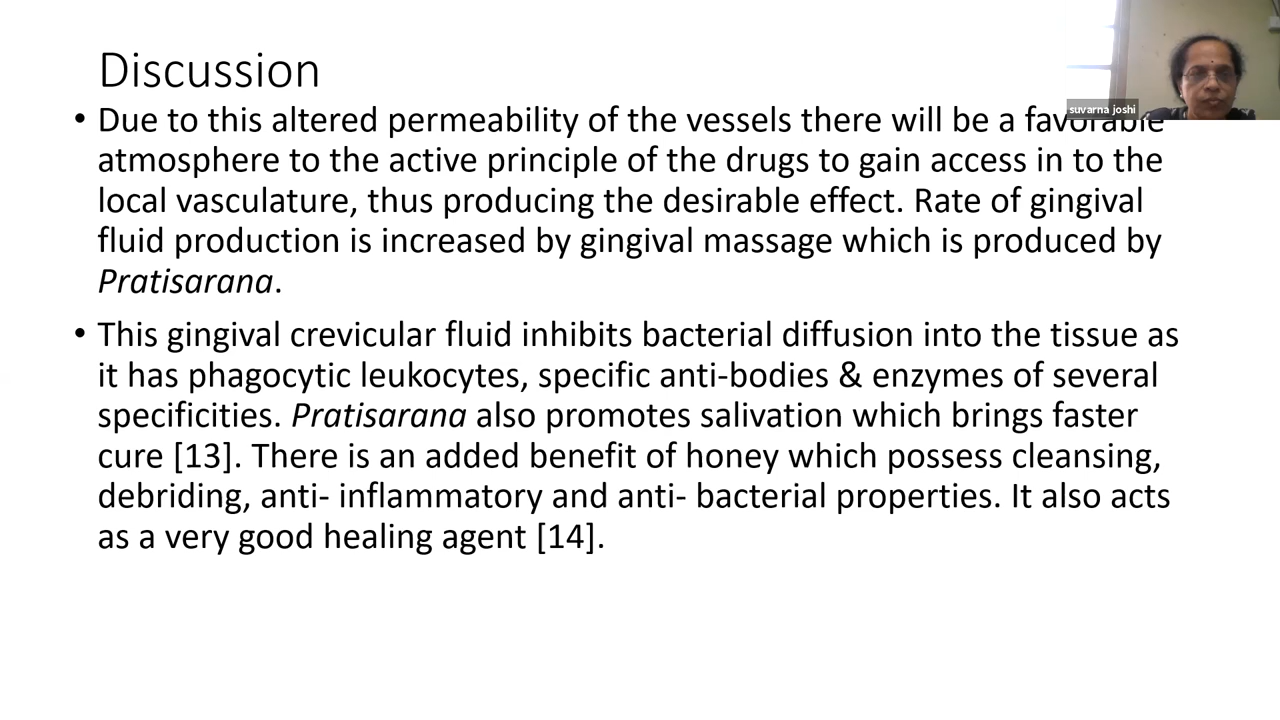 Discussion
suvarna joshi
• Due to this altered permeability of the vessels there will be a favorable
atmosphere to the active principle of the drugs to gain access in to the
local vasculature, thus producing the desirable effect. Rate of gingival
fluid production is increased by gingival massage which is produced by
Pratisarana.
• This gingival crevicular fluid inhibits bacterial diffusion into the tissue as
it has phagocytic leukocytes, specific anti-bodies & enzymes of several
specificities. Pratisarana also promotes salivation which brings faster
cure [13]. There is an added benefit of honey which possess cleansing,
debriding, anti- inflammatory and anti- bacterial properties. It also acts
as a very good healing agent [14].